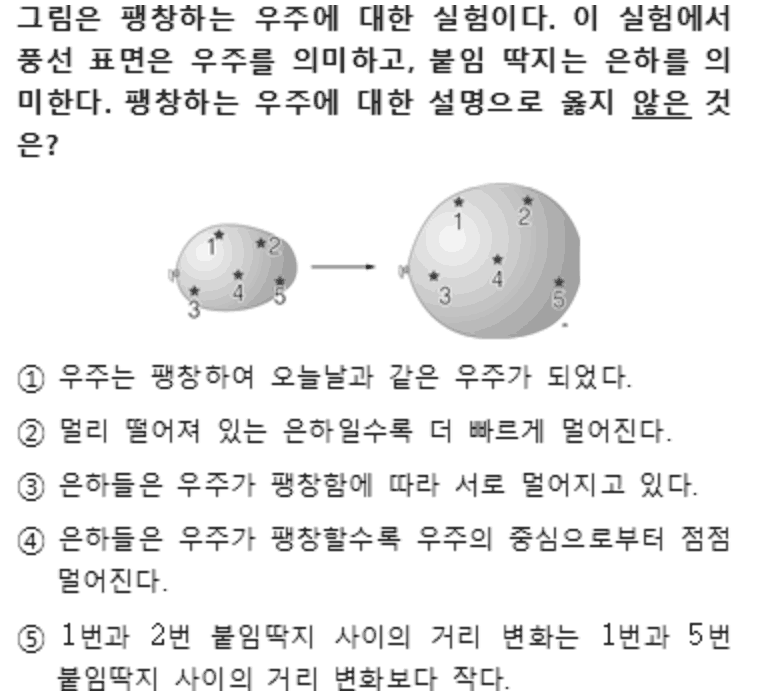 그림은 팽창하는 우주에 대한 실험이다. 이 실험에서
풍선 표면은 우주를 의미하고, 붙임 딱지는 은하를 의
미한다. 팽창하는 우주에 대한 설명으로 옳지 않은 것
은?
1 2 3 4 5
1 2 3 4 5
① 우주는 팽창하여 오늘날과 같은 우주가 되었다.
② 멀리 떨어져 있는 은하일수록 더 빠르게 멀어진다.
③ 은하들은 우주가 팽창함에 따라 서로 멀어지고 있다.
④ 은하들은 우주가 팽창할수록 우주의 중심으로부터 점점
멀어진다.
⑤ 1번과 2번 붙임딱지 사이의 거리 변화는 1번과 5번
붙임딱지 사이의 거리 변화보다 작다.